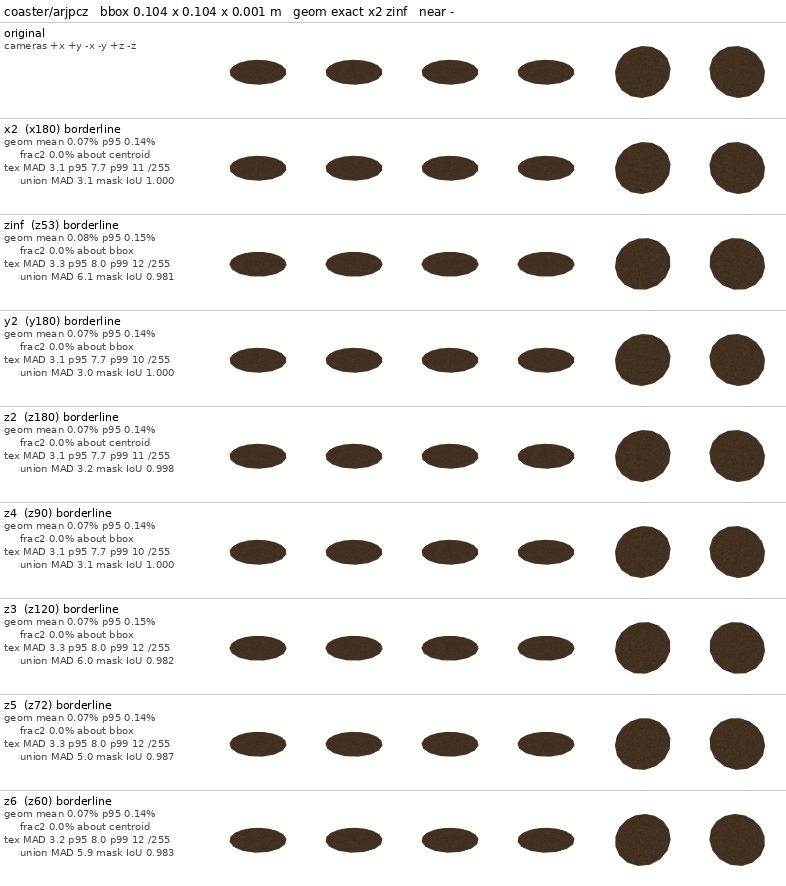 coaster/arjpcz   bbox 0.104 x 0.104 x 0.001 m   geom exact x2 zinf   near -
original
cameras +x +y -x -y +z -z
x2  (x180) borderline
geom mean 0.07% p95 0.14%
frac2 0.0% about centroid
tex MAD 3.1 p95 7.7 p99 11 /255
union MAD 3.1 mask IoU 1.000
zinf  (z53) borderline
geom mean 0.08% p95 0.15%
frac2 0.0% about bbox
tex MAD 3.3 p95 8.0 p99 12 /255
union MAD 6.1 mask IoU 0.981
y2  (y180) borderline
geom mean 0.07% p95 0.14%
frac2 0.0% about bbox
tex MAD 3.1 p95 7.7 p99 10 /255
union MAD 3.0 mask IoU 1.000
z2  (z180) borderline
geom mean 0.07% p95 0.14%
frac2 0.0% about centroid
tex MAD 3.1 p95 7.7 p99 11 /255
union MAD 3.2 mask IoU 0.998
z4  (z90) borderline
geom mean 0.07% p95 0.14%
frac2 0.0% about bbox
tex MAD 3.1 p95 7.7 p99 10 /255
union MAD 3.1 mask IoU 1.000
z3  (z120) borderline
geom mean 0.07% p95 0.15%
frac2 0.0% about bbox
tex MAD 3.3 p95 8.0 p99 12 /255
union MAD 6.0 mask IoU 0.982
z5  (z72) borderline
geom mean 0.07% p95 0.14%
frac2 0.0% about bbox
tex MAD 3.3 p95 8.0 p99 12 /255
union MAD 5.0 mask IoU 0.987
z6  (z60) borderline
geom mean 0.07% p95 0.14%
frac2 0.0% about centroid
tex MAD 3.2 p95 8.0 p99 12 /255
union MAD 5.9 mask IoU 0.983